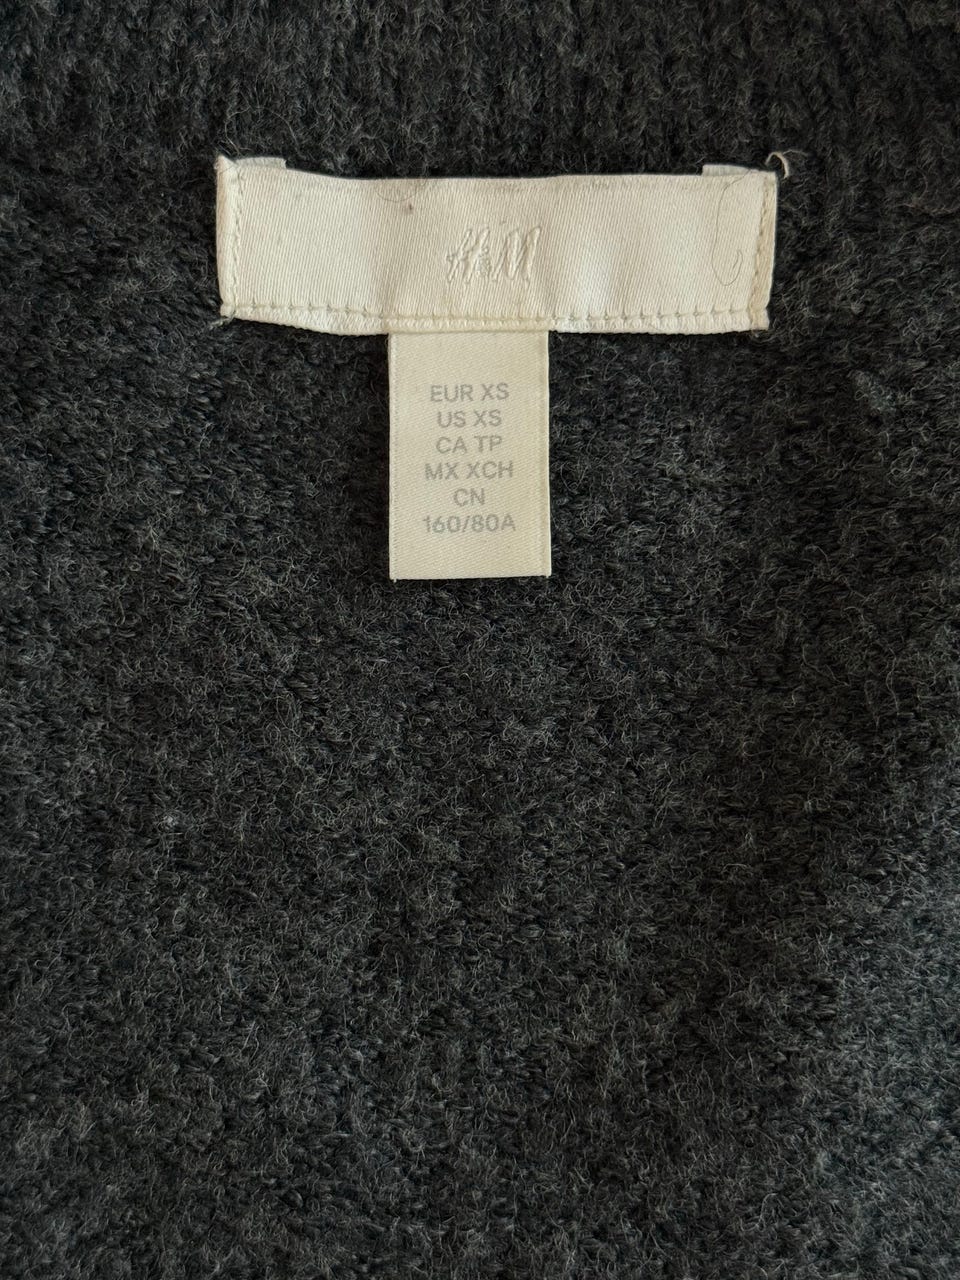 H&M
EUR XS
US XS
CA TP
MX XCH
CN
160/80A